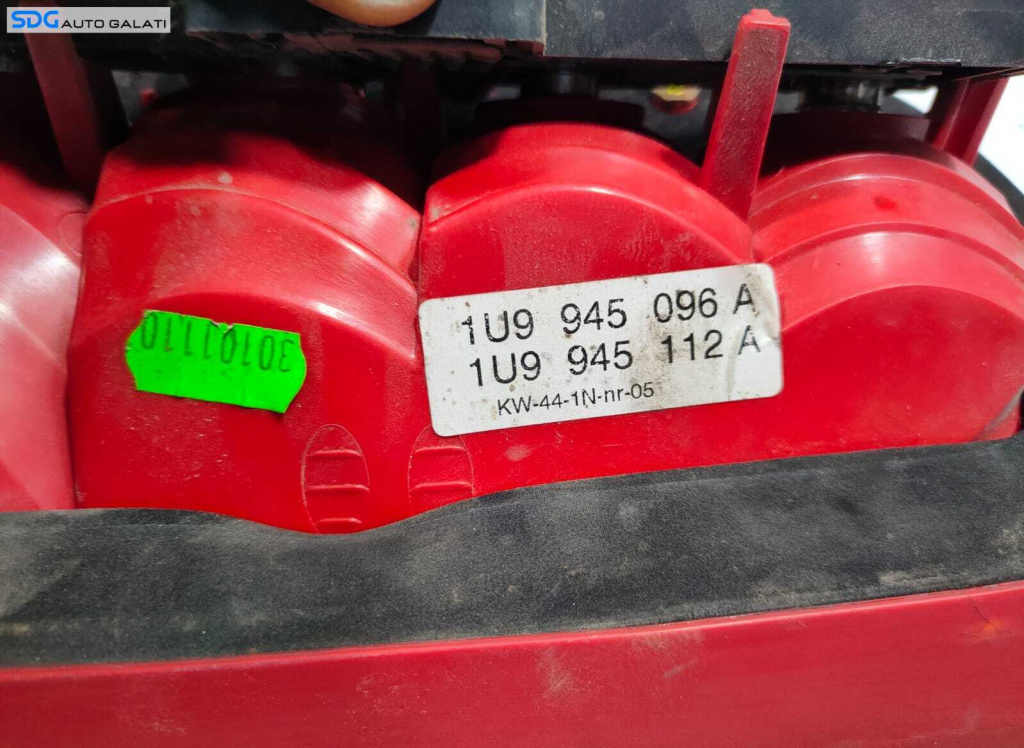 SDG AUTO GALATI
1U9 945 096 A
1U9 945 112 A
KW-44-1N-nr-05
30101110